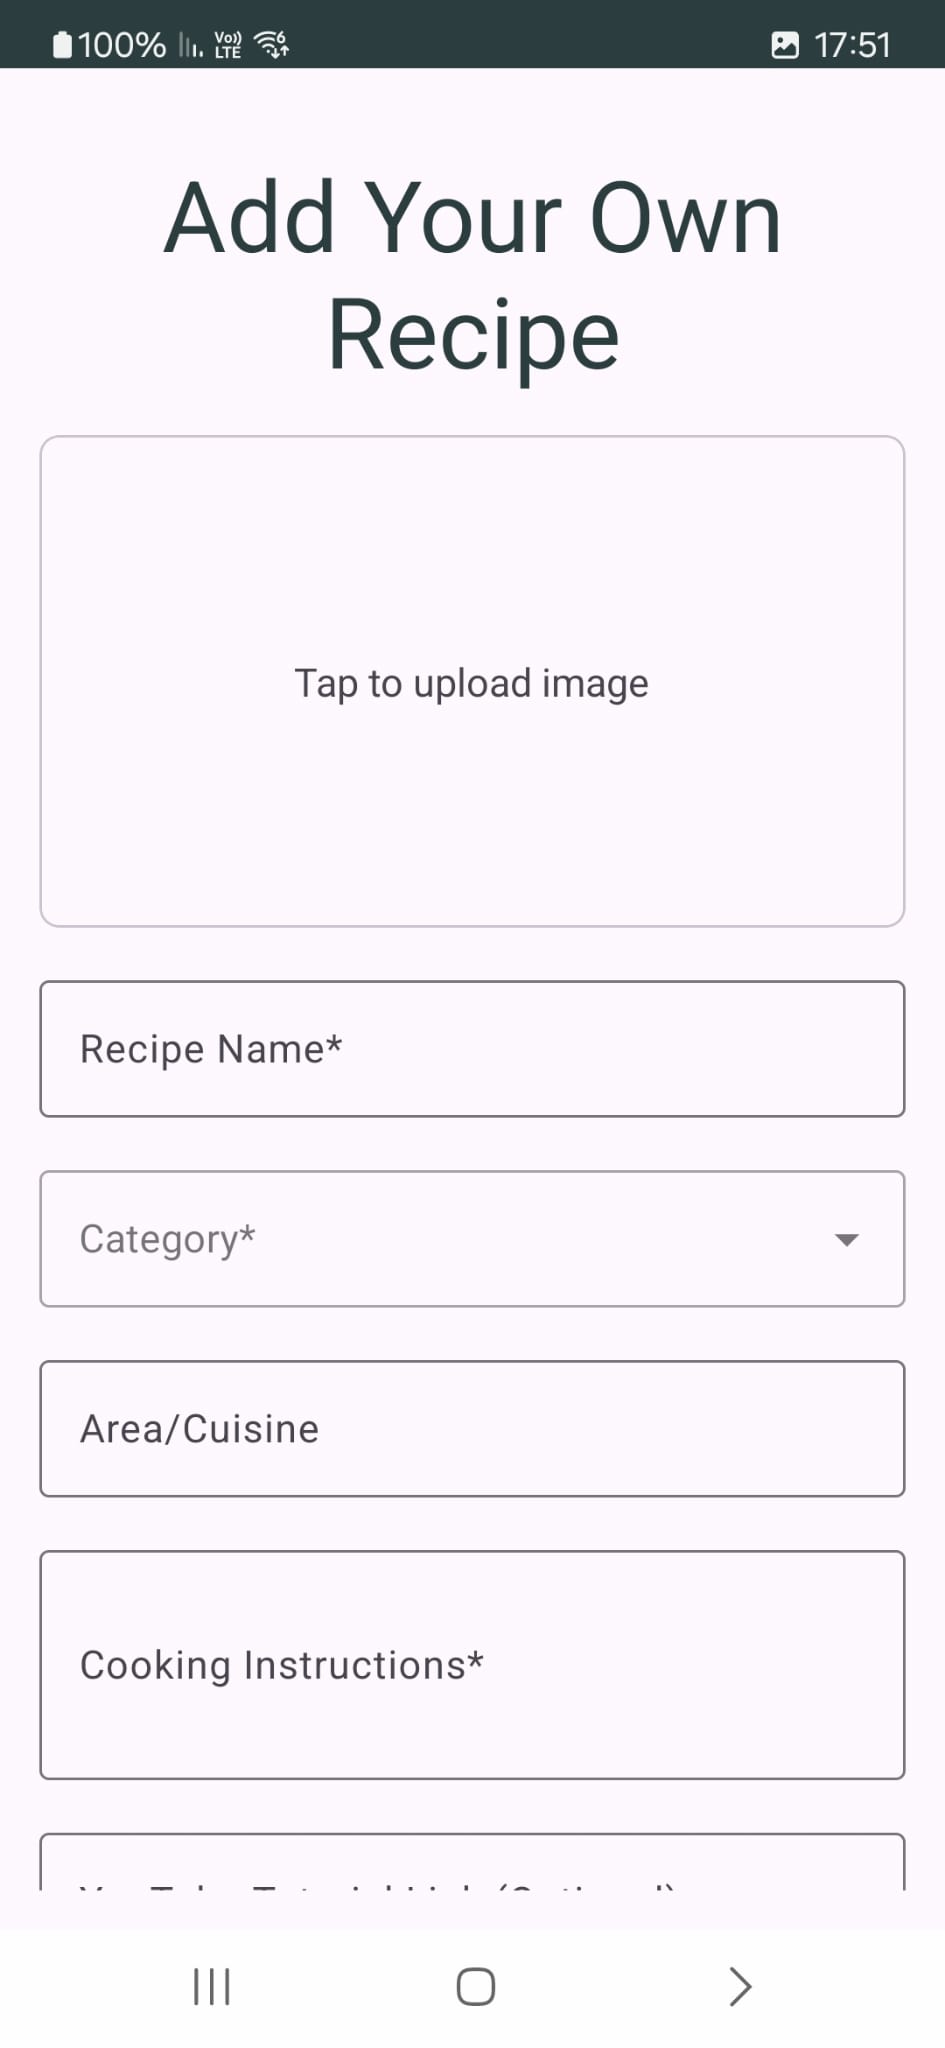 100% Vo)) LTE 6 17:51
Add Your Own
Recipe
Tap to upload image
Recipe Name*
Category*
Area/Cuisine
Cooking Instructions*